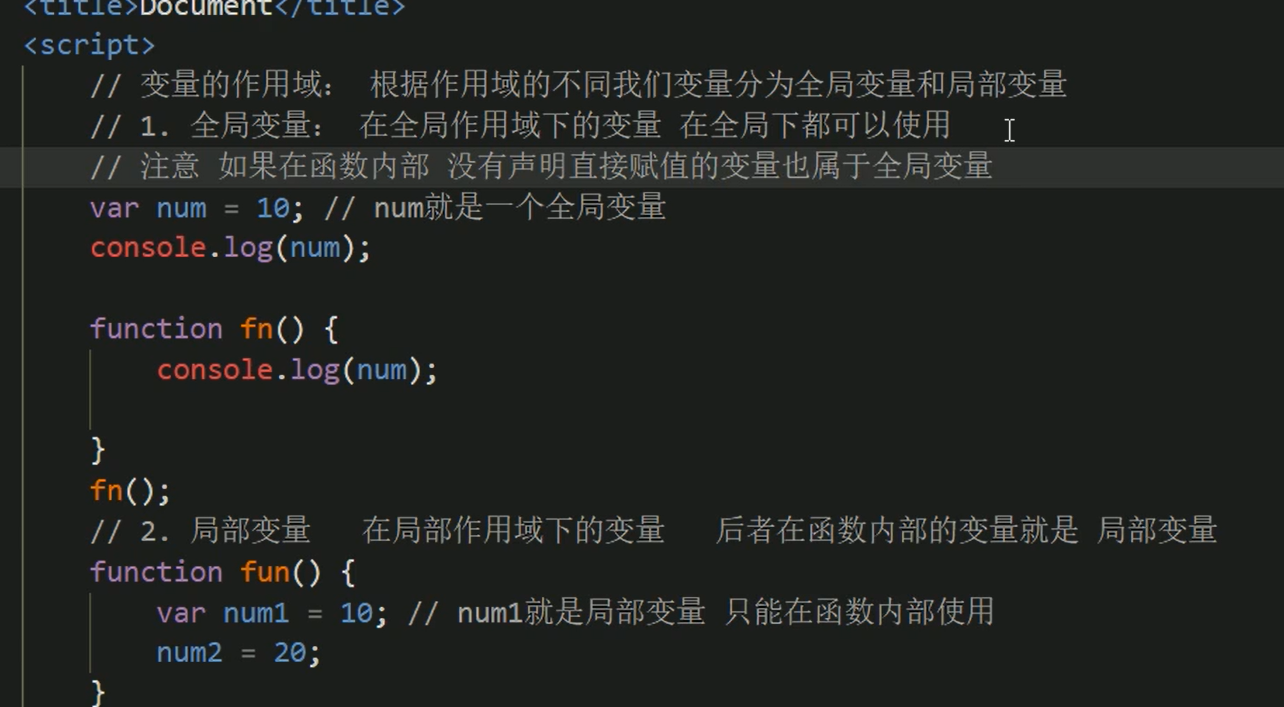 <title>Document</title>
<script>
// 变量的作用域： 根据作用域的不同我们变量分为全局变量和局部变量
// 1. 全局变量： 在全局作用域下的变量 在全局下都可以使用
// 注意 如果在函数内部 没有声明直接赋值的变量也属于全局变量
var num = 10; // num就是一个全局变量
console.log(num);
function fn() {
console.log(num);
}
fn();
// 2. 局部变量 在局部作用域下的变量 后者在函数内部的变量就是 局部变量
function fun() {
var num1 = 10; // num1就是局部变量 只能在函数内部使用
num2 = 20;
}